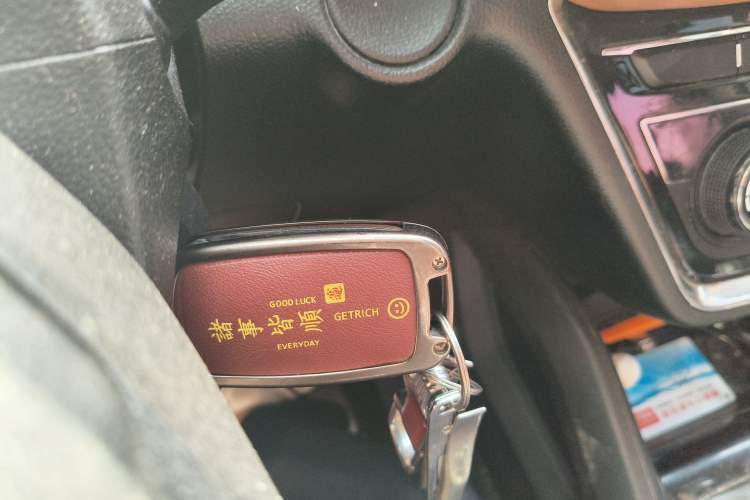 GOOD LUCK
諸事皆順
EVERYDAY
GETRICH